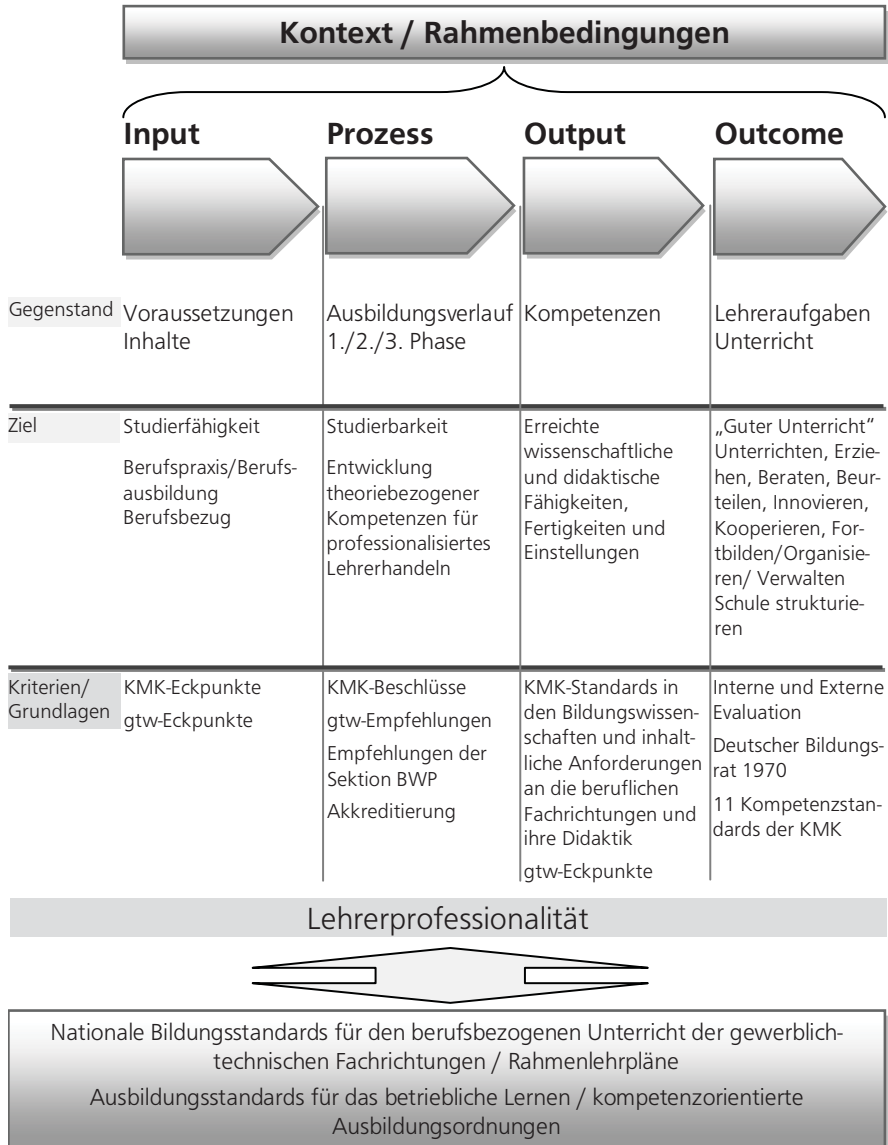 Kontext / Rahmenbedingungen
Input
Prozess
Output
Outcome
Gegenstand
Voraussetzungen
Inhalte
Ausbildungsverlauf
1./2./3. Phase
Kompetenzen
Lehreraufgaben
Unterricht
Ziel
Studierfähigkeit
Berufspraxis/Berufs-
ausbildung
Berufsbezug
Studierbarkeit
Entwicklung
theoriebezogener
Kompetenzen für
professionalisiertes
Lehrerhandeln
Erreichte
wissenschaftliche
und didaktische
Fähigkeiten,
Fertigkeiten und
Einstellungen
„Guter Unterricht“
Unterrichten, Erzie-
hen, Beraten, Beur-
teilen, Innovieren,
Kooperieren, For-
tbilden/Organisie-
ren/ Verwalten
Schule strukturie-
ren
Kriterien/
Grundlagen
KMK-Eckpunkte
gtw-Eckpunkte
KMK-Beschlüsse
gtw-Empfehlungen
Empfehlungen der
Sektion BWP
Akkreditierung
KMK-Standards in
den Bildungswissen-
schaften und inhalt-
liche Anforderungen
an die beruflichen
Fachrichtungen und
ihre Didaktik
gtw-Eckpunkte
Interne und Externe
Evaluation
Deutscher Bildungs-
rat 1970
11 Kompetenzstan-
dards der KMK
Lehrerprofessionalität
Nationale Bildungsstandards für den berufsbezogenen Unterricht der gewerblich-
technischen Fachrichtungen / Rahmenlehrpläne
Ausbildungsstandards für das betriebliche Lernen / kompetenzorientierte
Ausbildungsordnungen